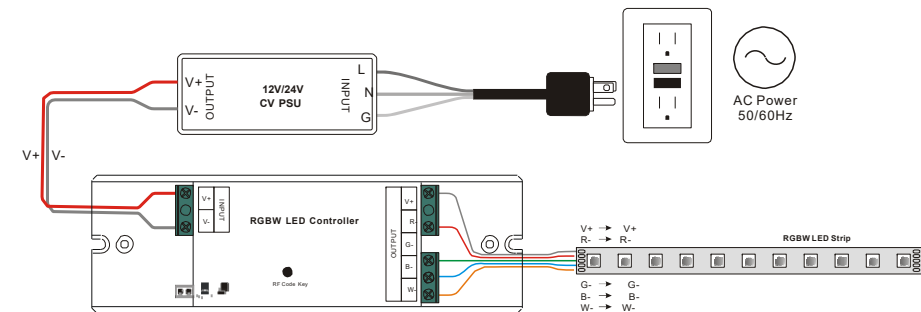 V+
V-
OUTPUT
12V/24V
CV PSU
INPUT
L
N
G
AC Power
50/60Hz
V+
V-
V+
V-
INPUT
RGBW LED Controller
RF Code Key
OUTPUT
V+
R-
G-
B-
W-
V+ → V+
R- → R-
G- → G-
B- → B-
W- → W-
RGBW LED Strip